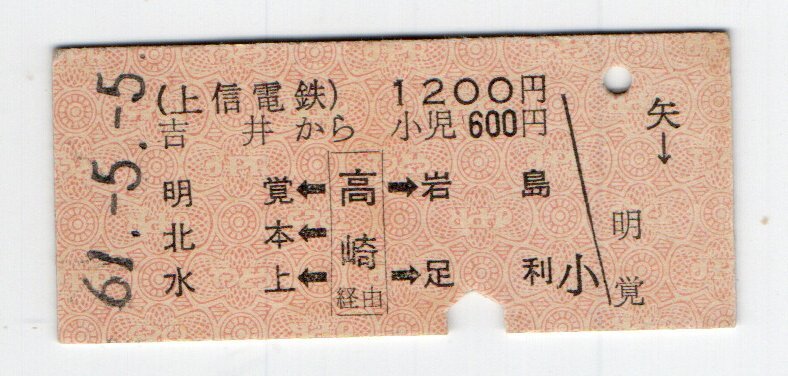 61.-5.-5.
(上信電鉄) 1200円
吉井から 小児600円
明覚⬅高崎経由➡岩島
北本⬅
水上⬅ ➡足利
小
矢→明覚